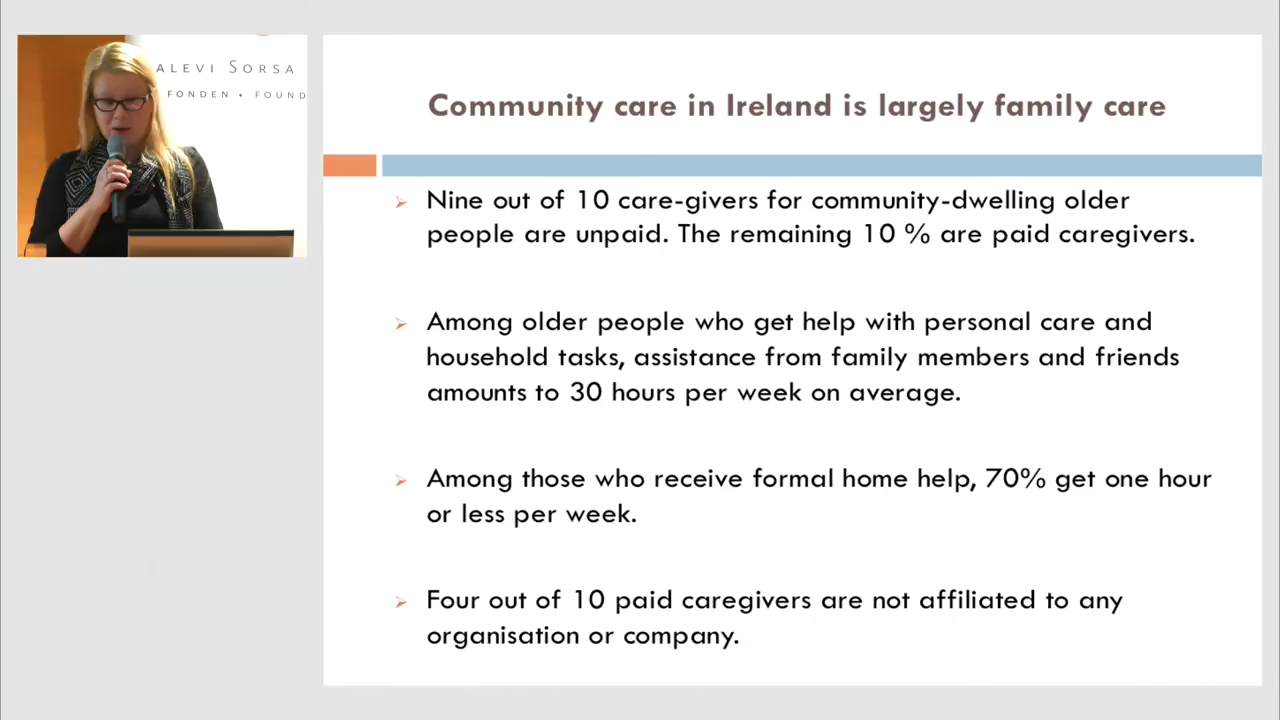 ALEVI SORSA
FONDEN • FOUND
Community care in Ireland is largely family care
Nine out of 10 care-givers for community-dwelling older
people are unpaid. The remaining 10 % are paid caregivers.
Among older people who get help with personal care and
household tasks, assistance from family members and friends
amounts to 30 hours per week on average.
Among those who receive formal home help, 70% get one hour
or less per week.
Four out of 10 paid caregivers are not affiliated to any
organisation or company.